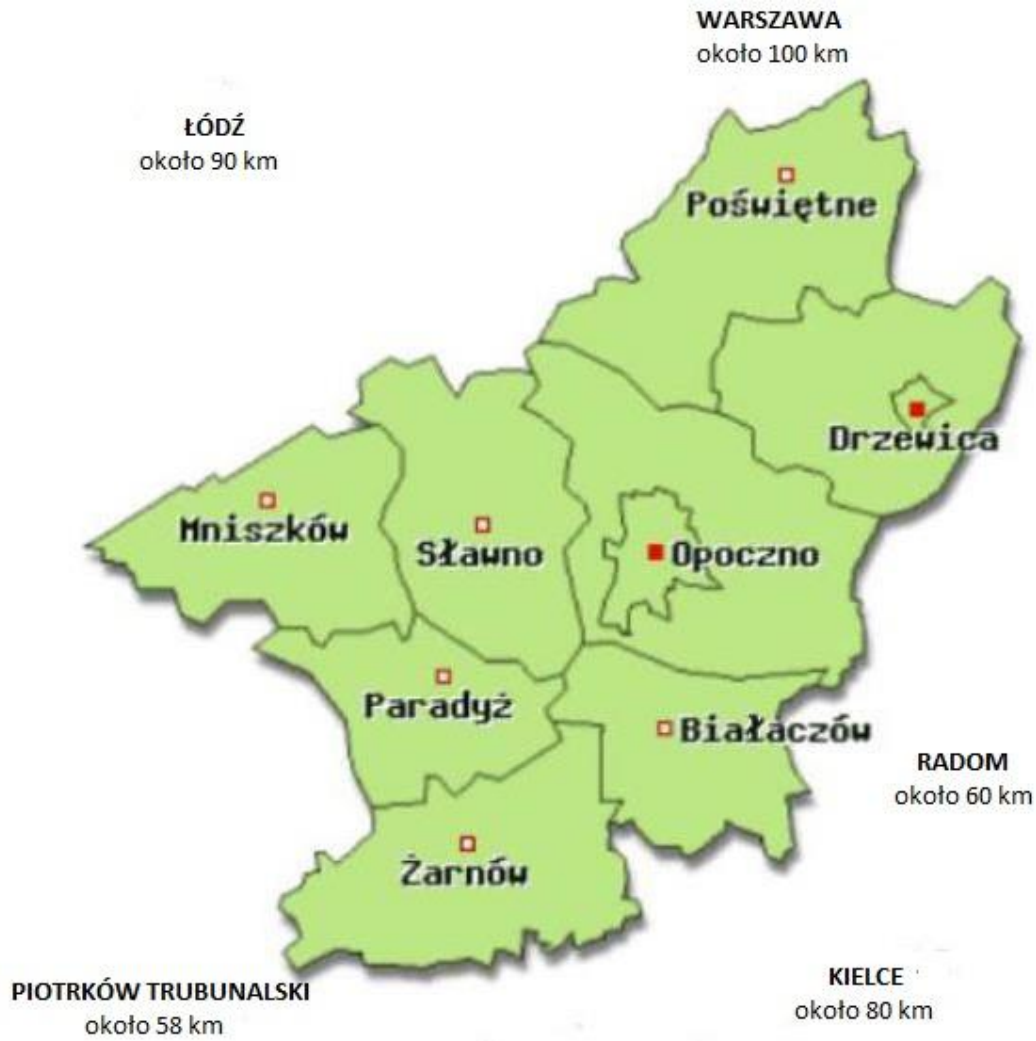 WARSZAWA
około 100 km
ŁÓDŹ
około 90 km
Poświętne
Drzewica
Mniszków
Sławno
Opoczno
Paradyż
Białaczów
RADOM
około 60 km
Żarnów
PIOTRKÓW TRUBUNALSKI
około 58 km
KIELCE
około 80 km